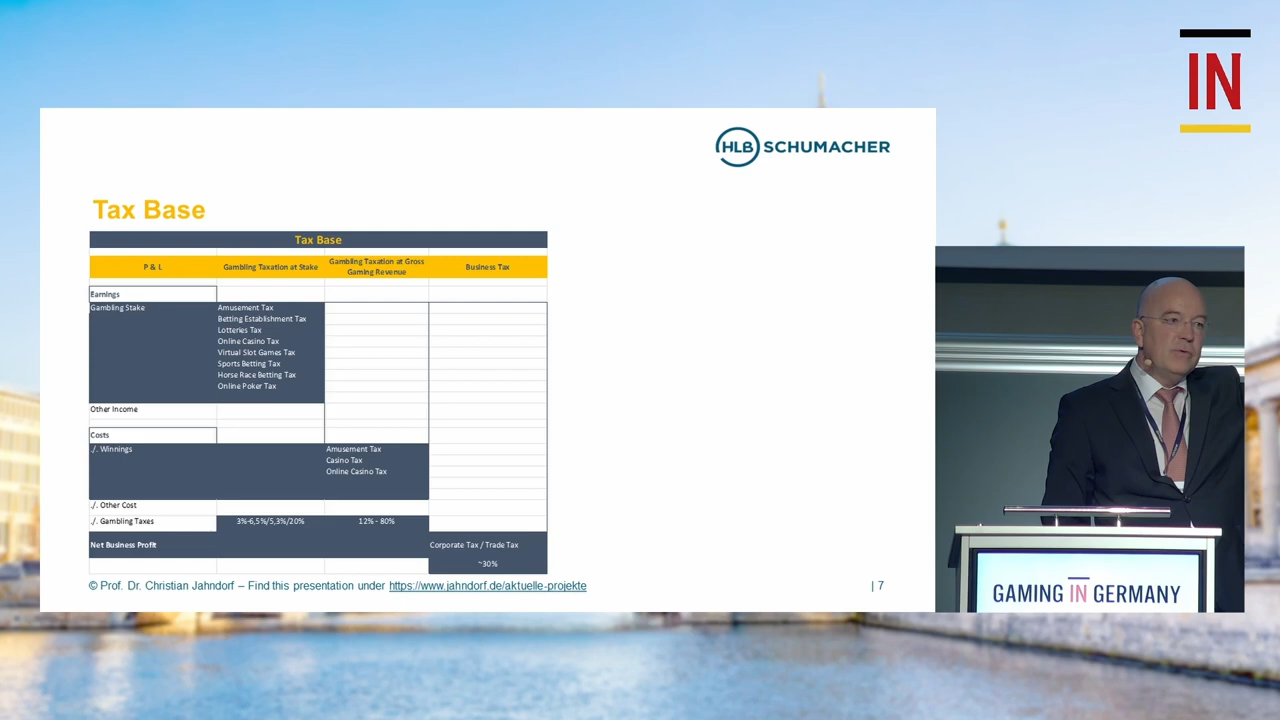 IN
HLB SCHUMACHER
Tax Base
Tax Base
P & L
Gambling Taxation at Stake
Gambling Taxation at Gross
Gaming Revenue
Business Tax
Earnings
Gambling Stake
Amusement Tax
Betting Establishment Tax
Lotteries Tax
Online Casino Tax
Virtual Slot Games Tax
Sports Betting Tax
Horse Race Betting Tax
Online Poker Tax
Other Income
Costs
./. Winnings
Amusement Tax
Casino Tax
Online Casino Tax
./. Other Cost
./. Gambling Taxes
3%-6,5%/5,3%/20%
12% - 80%
Net Business Profit
Corporate Tax / Trade Tax
~30%
© Prof. Dr. Christian Jahndorf – Find this presentation under https://www.jahndorf.de/aktuelle-projekte
| 7
GAMING IN GERMANY